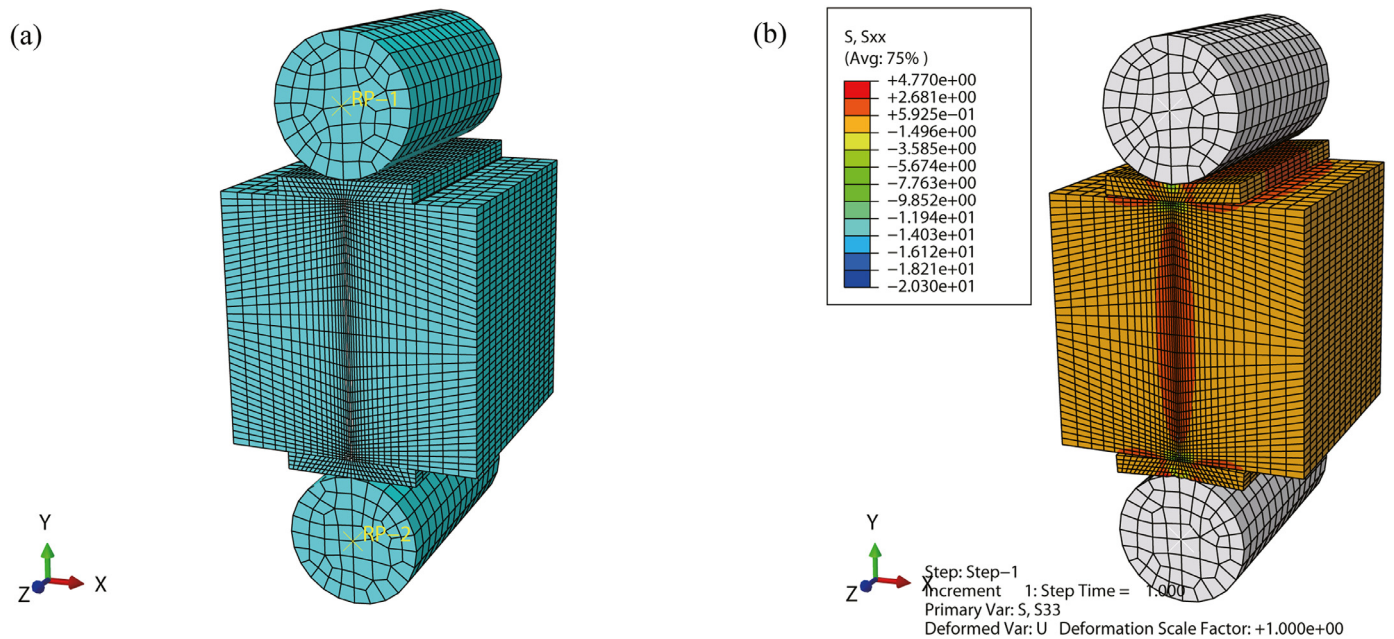 (a)
RP-1
RP-2
Y
Z
X
(b)
S, Sxx
(Avg: 75% )
+4.770e+00
+2.681e+00
+5.925e-01
-1.496e+00
-3.585e+00
-5.674e+00
-7.763e+00
-9.852e+00
-1.194e+01
-1.403e+01
-1.612e+01
-1.821e+01
-2.030e+01
Y
Z
X
Step: Step-1
Increment 1: Step Time = 1.000
Primary Var: S, S33
Deformed Var: U Deformation Scale Factor: +1.000e+00